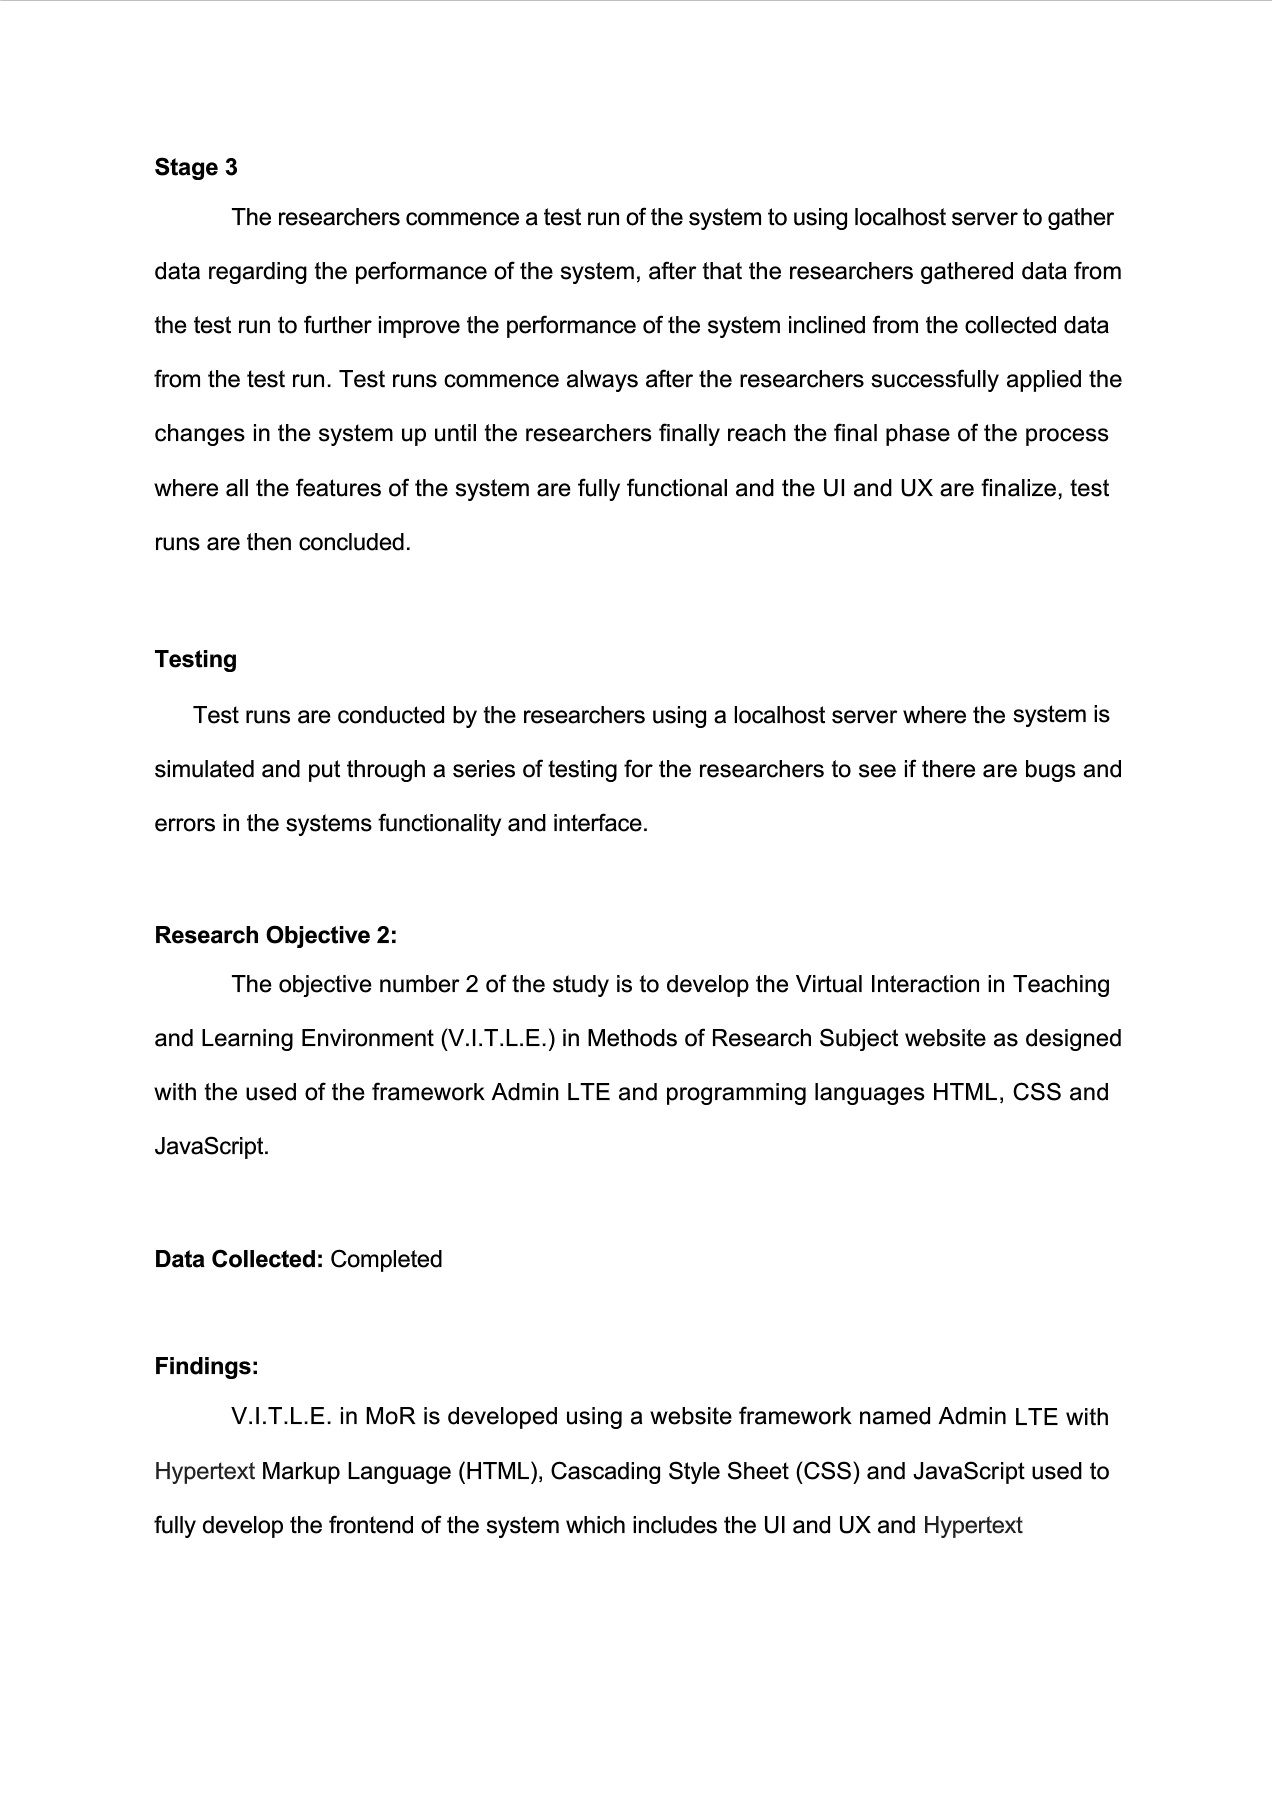 Stage 3
The researchers commence a test run of the system to using localhost server to gather
data regarding the performance of the system, after that the researchers gathered data from
the test run to further improve the performance of the system inclined from the collected data
from the test run. Test runs commence always after the researchers successfully applied the
changes in the system up until the researchers finally reach the final phase of the process
where all the features of the system are fully functional and the UI and UX are finalize, test
runs are then concluded.
Testing
Test runs are conducted by the researchers using a localhost server where the system is
simulated and put through a series of testing for the researchers to see if there are bugs and
errors in the systems functionality and interface.
Research Objective 2:
The objective number 2 of the study is to develop the Virtual Interaction in Teaching
and Learning Environment (V.I.T.L.E.) in Methods of Research Subject website as designed
with the used of the framework Admin LTE and programming languages HTML, CSS and
JavaScript.
Data Collected: Completed
Findings:
V.I.T.L.E. in MoR is developed using a website framework named Admin LTE with
Hypertext Markup Language (HTML), Cascading Style Sheet (CSS) and JavaScript used to
fully develop the frontend of the system which includes the UI and UX and Hypertext